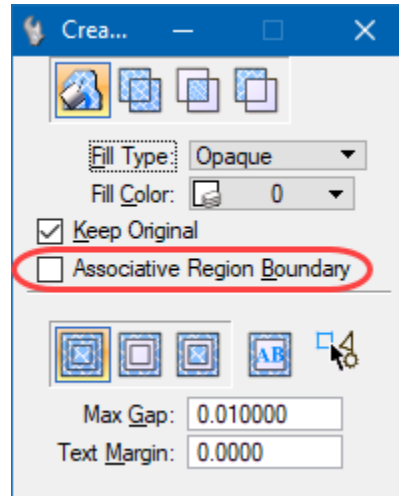 Crea...
Fill Type: Opaque
Fill Color: 0
Keep Original
Associative Region Boundary
AB
Max Gap: 0.010000
Text Margin: 0.0000